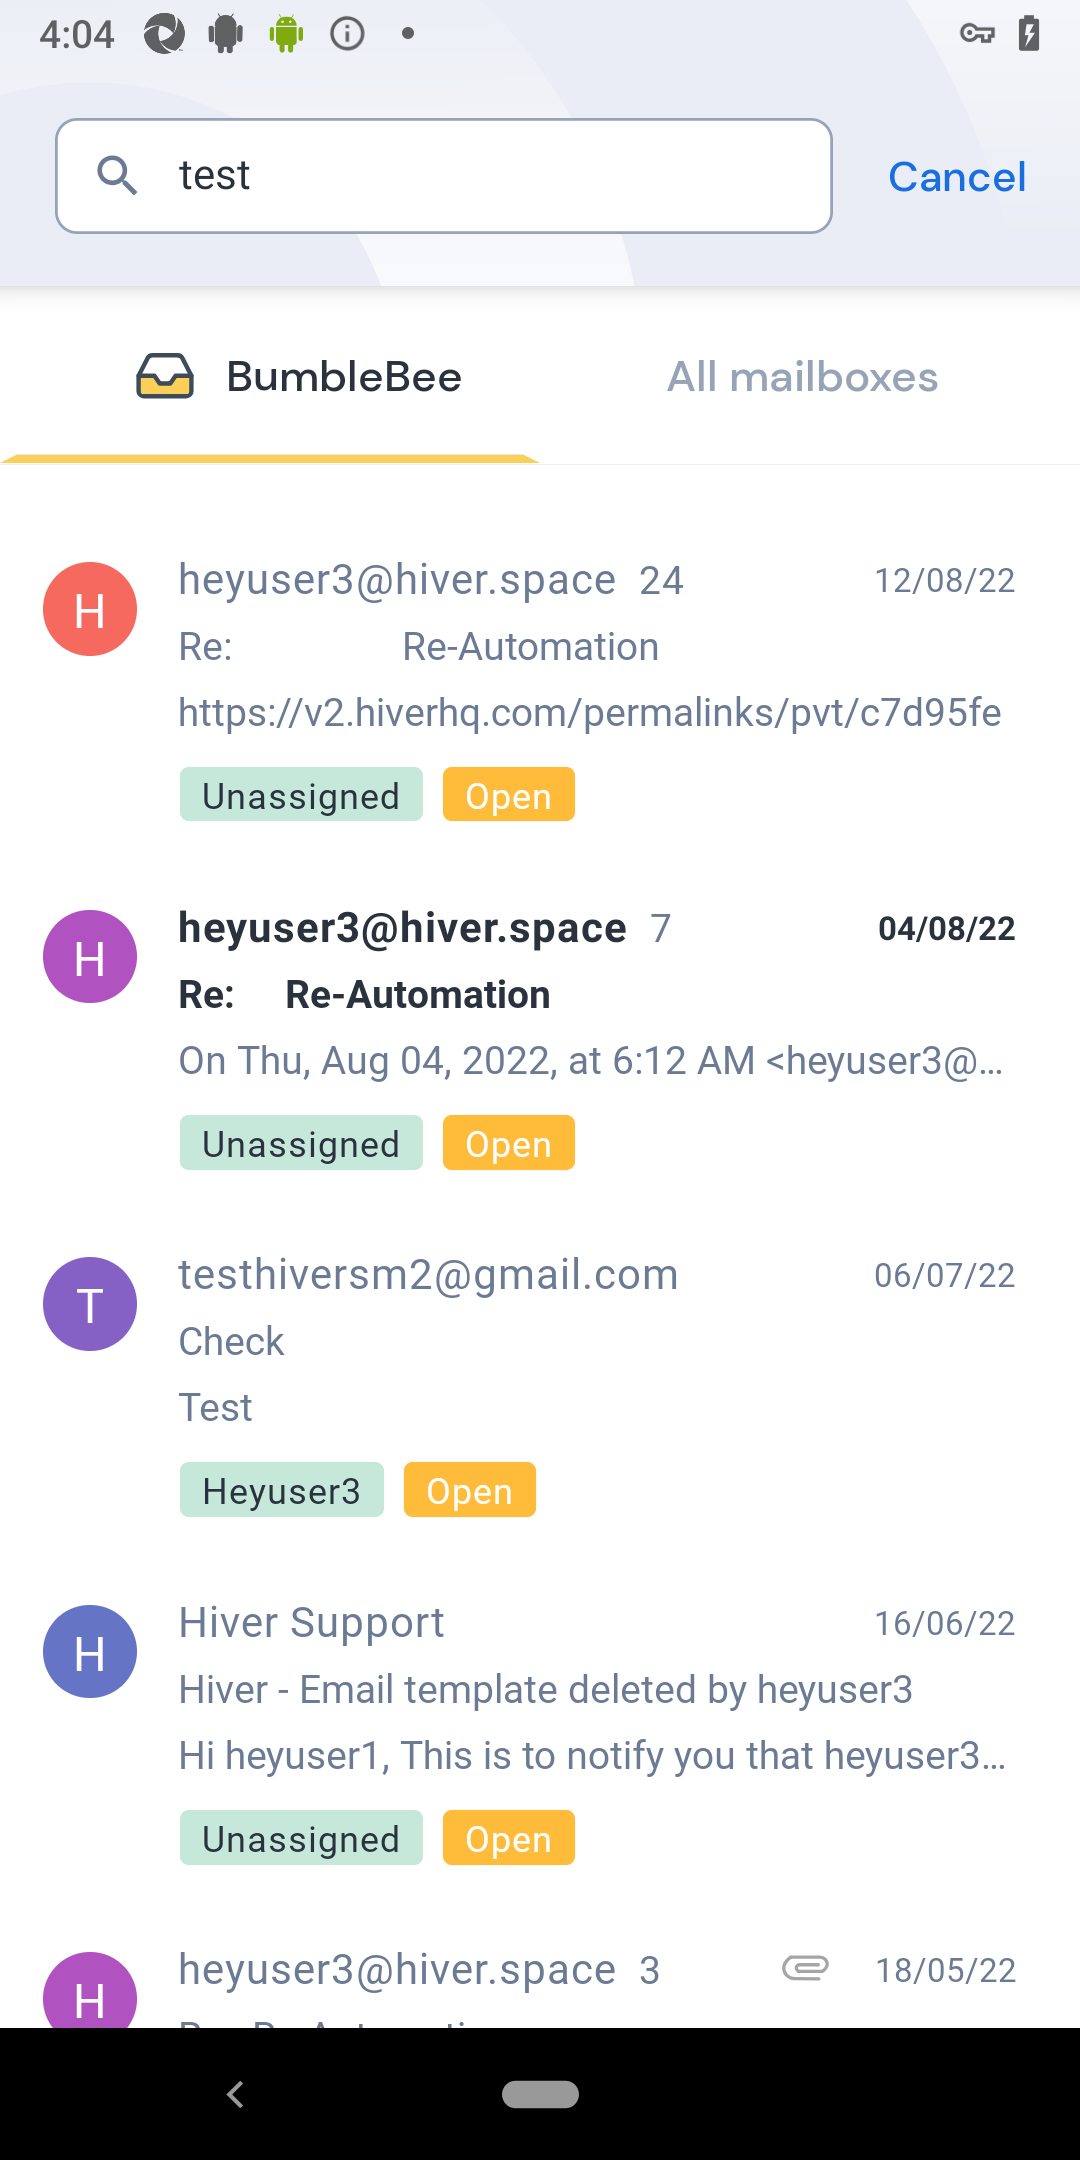 4:04
test
Cancel
BumbleBee
All mailboxes
H
heyuser3@hiver.space 24
12/08/22
Re: Re-Automation
https://v2.hiverhq.com/permalinks/pvt/c7d95fe
Unassigned
Open
H
heyuser3@hiver.space 7
04/08/22
Re: Re-Automation
On Thu, Aug 04, 2022, at 6:12 AM <heyuser3@...
Unassigned
Open
T
testhiversm2@gmail.com
06/07/22
Check
Test
Heyuser3
Open
H
Hiver Support
16/06/22
Hiver - Email template deleted by heyuser3
Hi heyuser1, This is to notify you that heyuser3...
Unassigned
Open
H
heyuser3@hiver.space 3
18/05/22